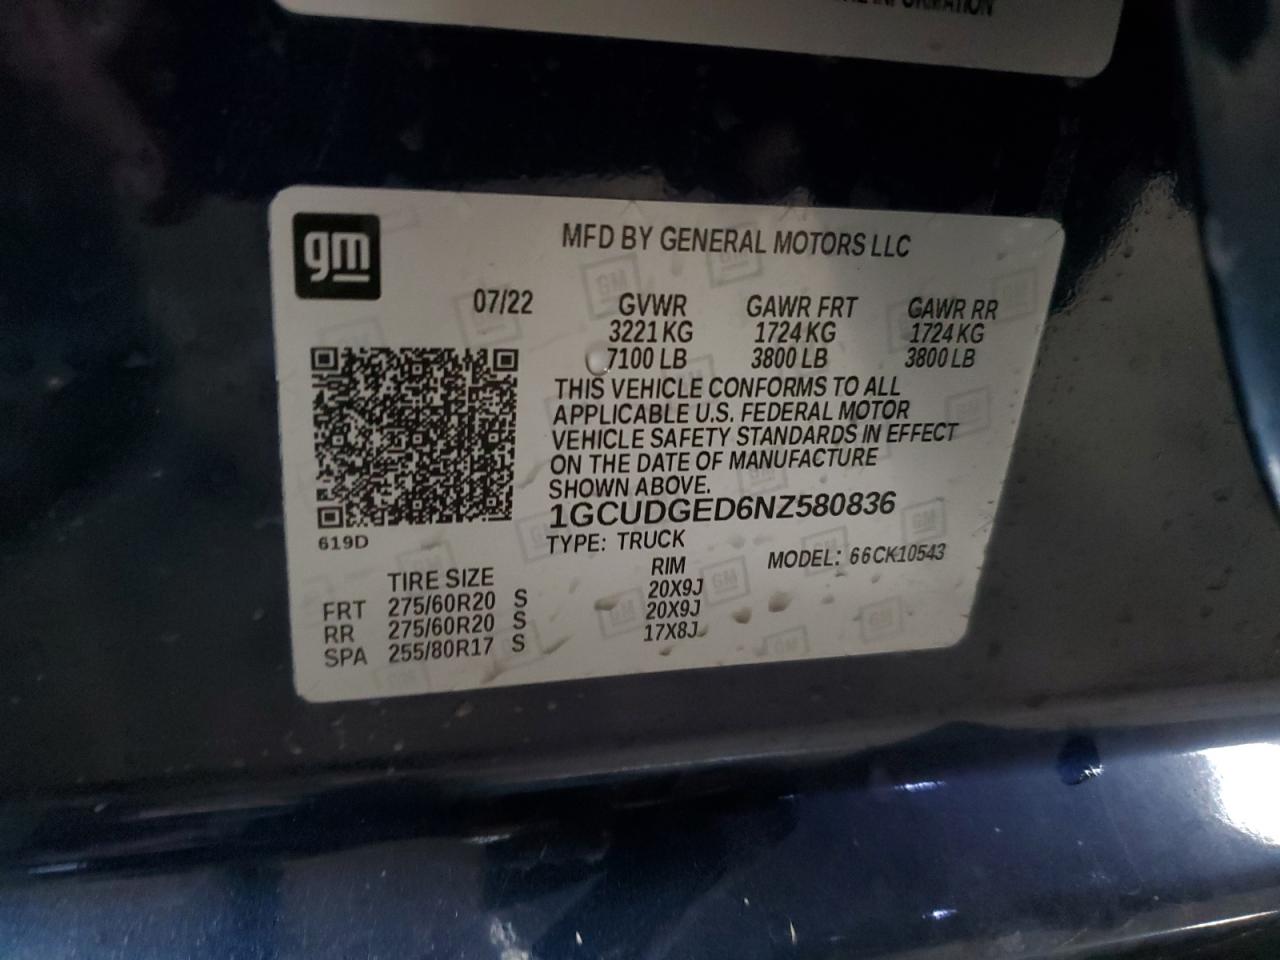 INFORMATION
gm
MFD BY GENERAL MOTORS LLC
07/22
GVWR GAWR FRT GAWR RR
3221 KG 1724 KG 1724 KG
7100 LB 3800 LB 3800 LB
THIS VEHICLE CONFORMS TO ALL
APPLICABLE U.S. FEDERAL MOTOR
VEHICLE SAFETY STANDARDS IN EFFECT
ON THE DATE OF MANUFACTURE
SHOWN ABOVE.
1GCUDGED6NZ580836
619D
TYPE: TRUCK
MODEL: 66CK10543
TIRE SIZE RIM
FRT 275/60R20 S 20X9J
RR 275/60R20 S 20X9J
SPA 255/80R17 S 17X8J